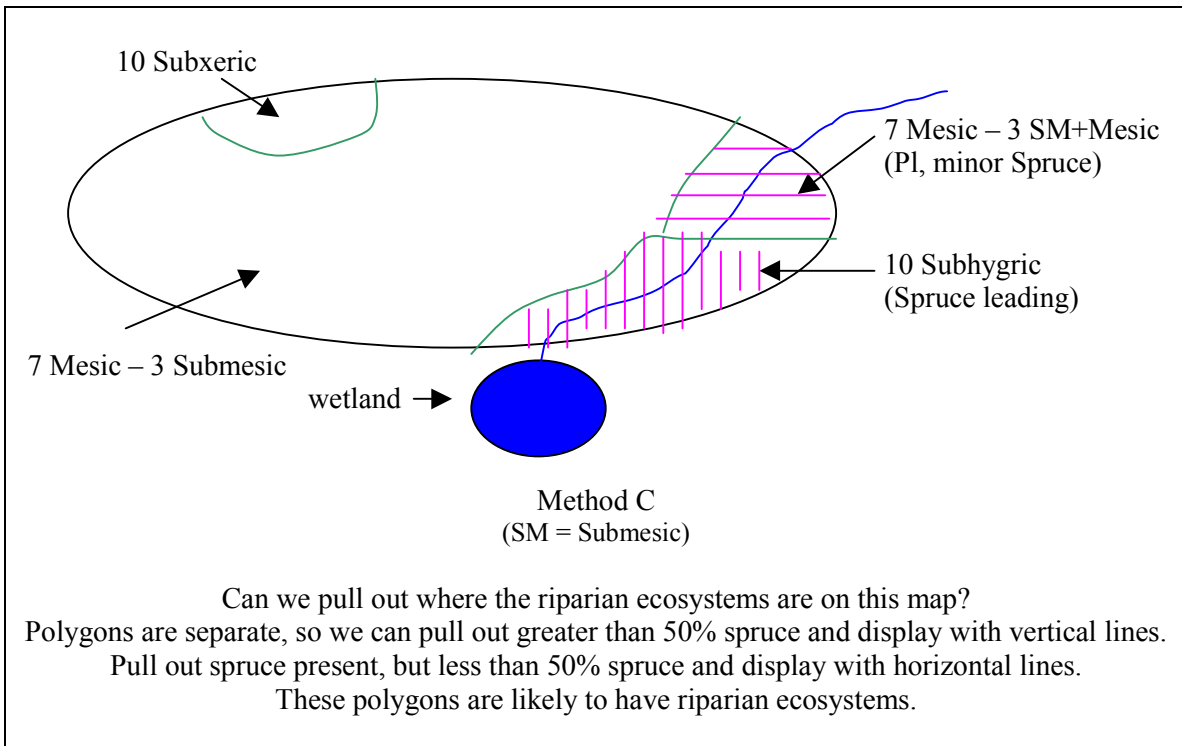 10 Subxeric
7 Mesic – 3 SM+Mesic
(Pl, minor Spruce)
10 Subhygric
(Spruce leading)
7 Mesic – 3 Submesic
wetland
Method C
(SM = Submesic)
Can we pull out where the riparian ecosystems are on this map?
Polygons are separate, so we can pull out greater than 50% spruce and display with vertical lines.
Pull out spruce present, but less than 50% spruce and display with horizontal lines.
These polygons are likely to have riparian ecosystems.